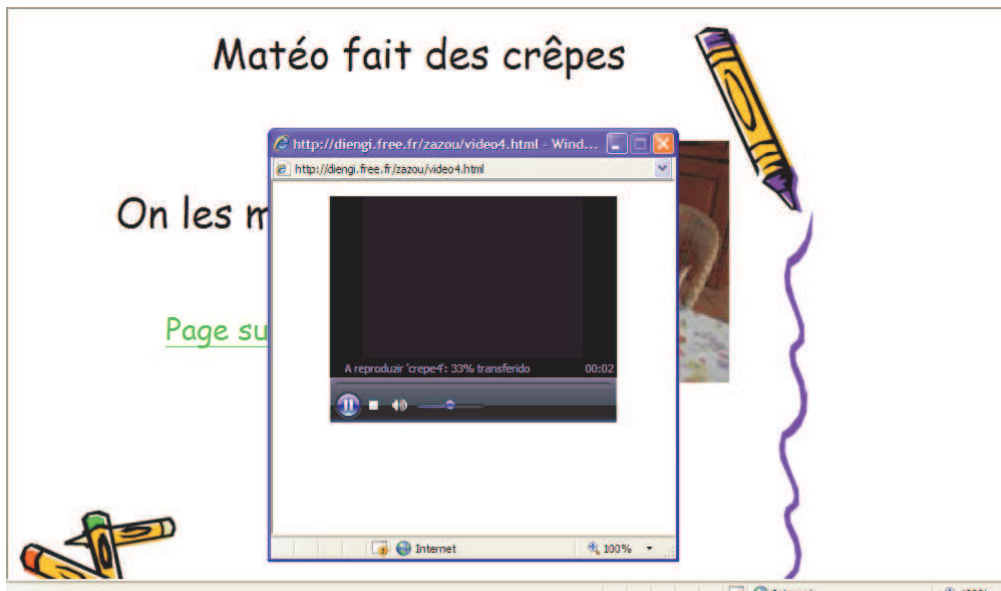 Matéo fait des crêpes
http://diengi.free.fr/zazou/video4.html - Wind...
http://diengi.free.fr/zazou/video4.html
On les m
Page su
A reproduzir 'crepe4': 33% transferido 00:02
Internet 100%